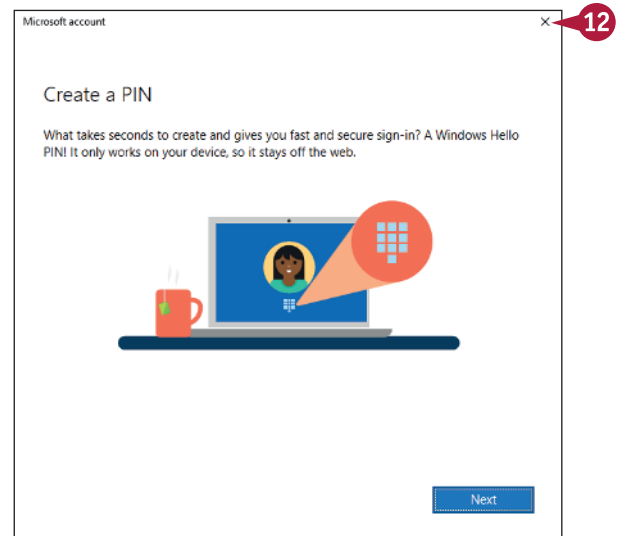 Microsoft account
12
Create a PIN
What takes seconds to create and gives you fast and secure sign-in? A Windows Hello
PIN! It only works on your device, so it stays off the web.
Next